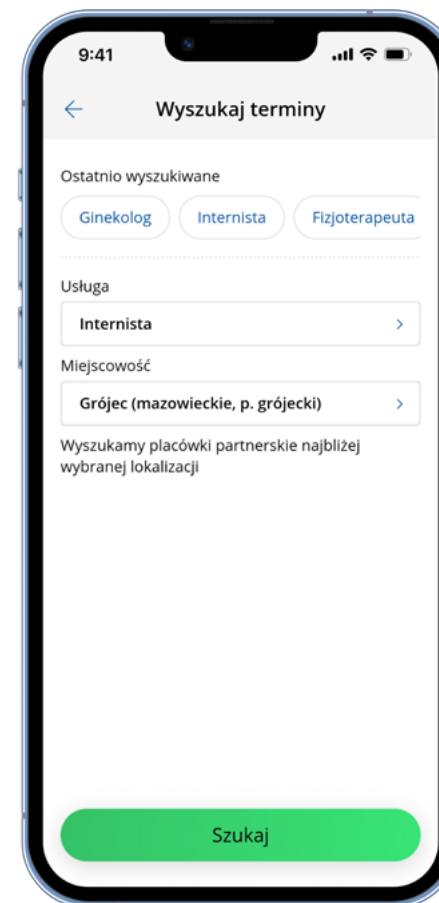 9:41
Wyszukaj terminy
Ostatnio wyszukiwane
Ginekolog Internista Fizjoterapeuta
Usługa
Internista
Miejscowość
Grójec (mazowieckie, p. grójecki)
Wyszukamy placówki partnerskie najbliżej
wybranej lokalizacji
Szukaj